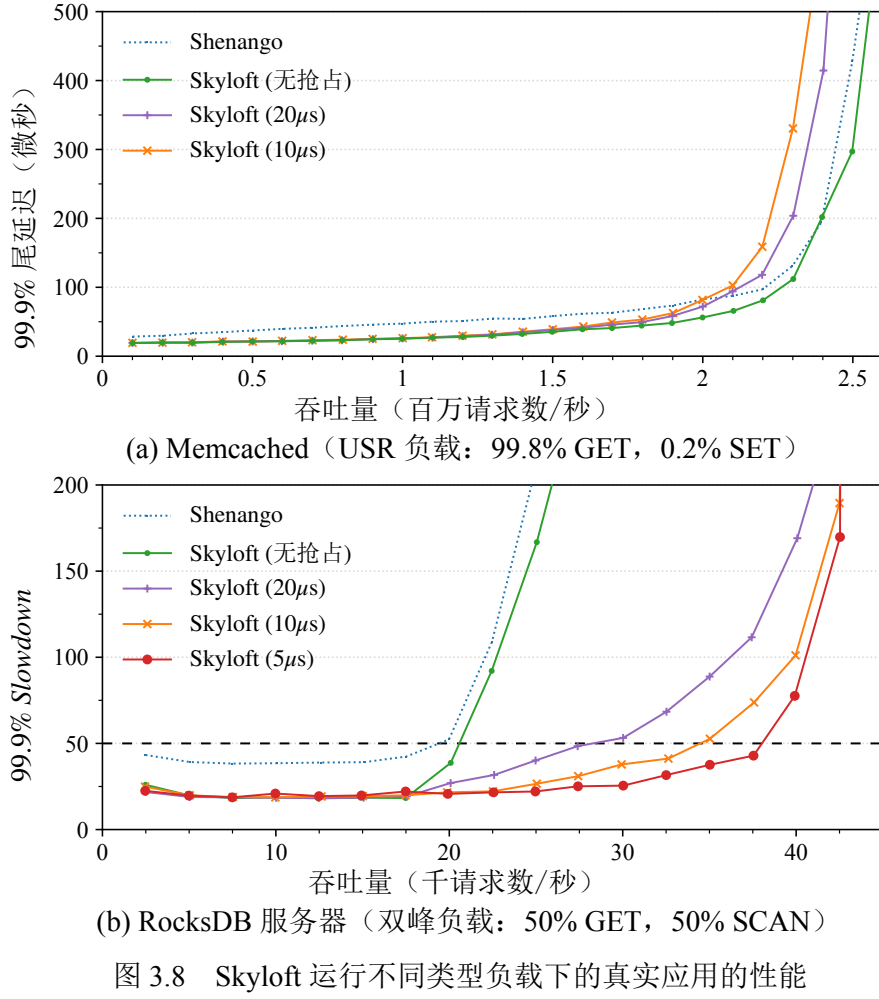 500
400
300
200
100
0
99.9% 尾延迟（微秒）
Shenango
Skyloft (无抢占)
Skyloft (20μs)
Skyloft (10μs)
0 0.5 1 1.5 2 2.5
吞吐量（百万请求数/秒）
(a) Memcached（USR 负载：99.8% GET，0.2% SET）
200
150
100
50
0
99.9% Slowdown
Shenango
Skyloft (无抢占)
Skyloft (20μs)
Skyloft (10μs)
Skyloft (5μs)
0 10 20 30 40
吞吐量（千请求数/秒）
(b) RocksDB 服务器（双峰负载：50% GET，50% SCAN）
图 3.8 Skyloft 运行不同类型负载下的真实应用的性能